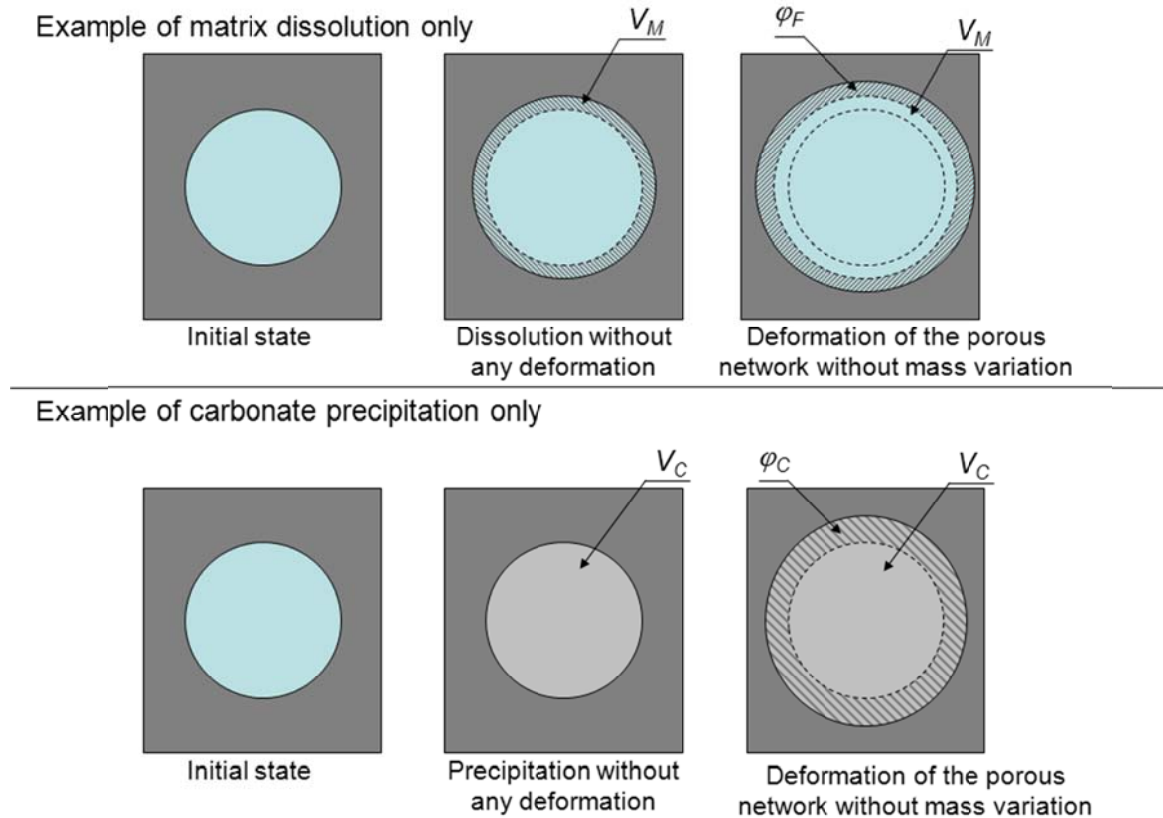 Example of matrix dissolution only
V_M
φ_F
V_M
Initial state
Dissolution without
any deformation
Deformation of the porous
network without mass variation
Example of carbonate precipitation only
V_C
φ_C
V_C
Initial state
Precipitation without
any deformation
Deformation of the porous
network without mass variation